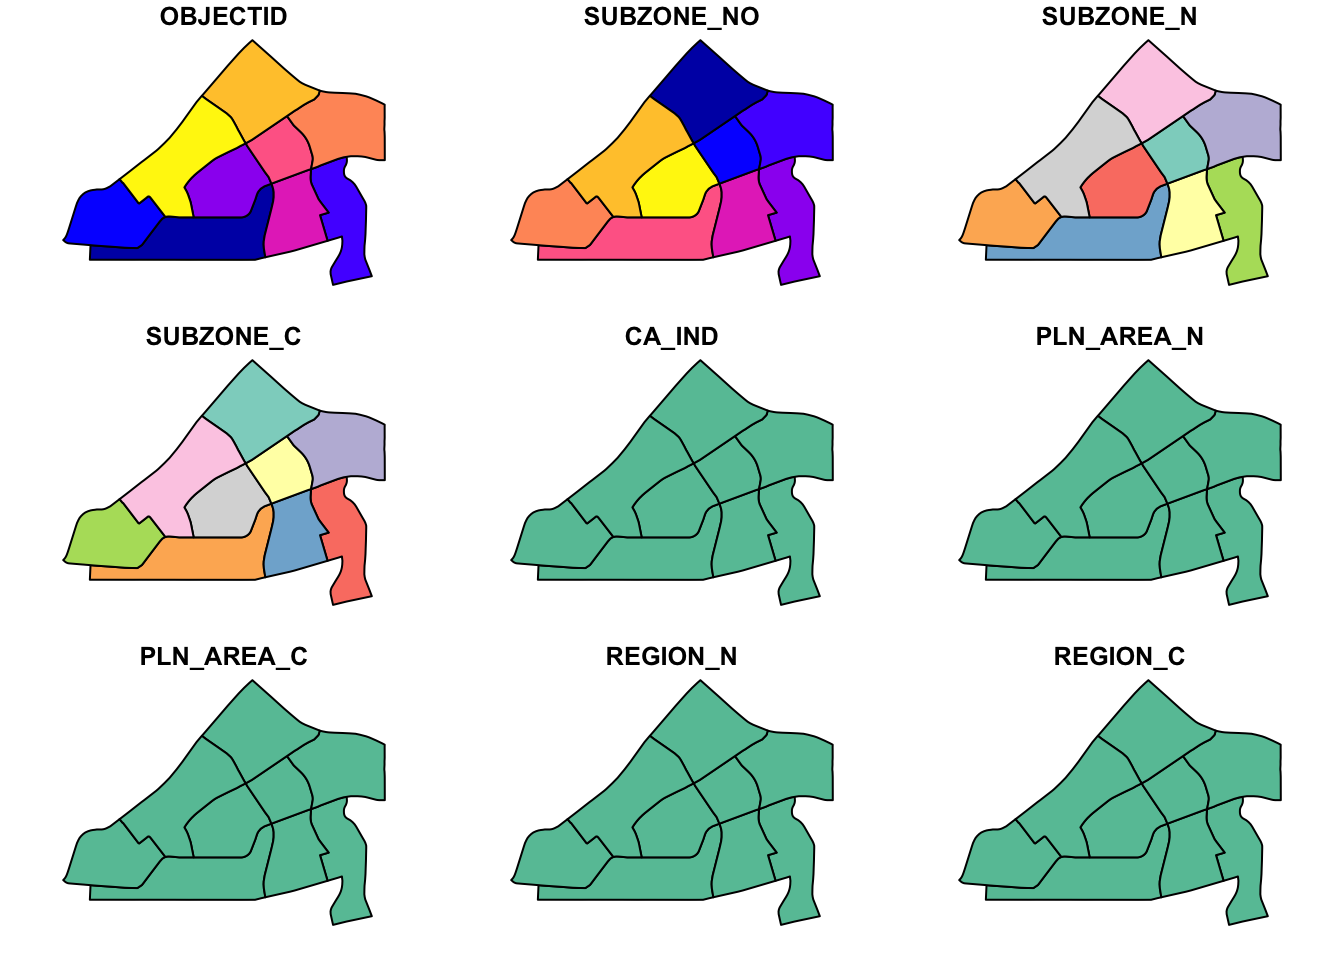 OBJECTID
SUBZONE_NO
SUBZONE_N
SUBZONE_C
CA_IND
PLN_AREA_N
PLN_AREA_C
REGION_N
REGION_C